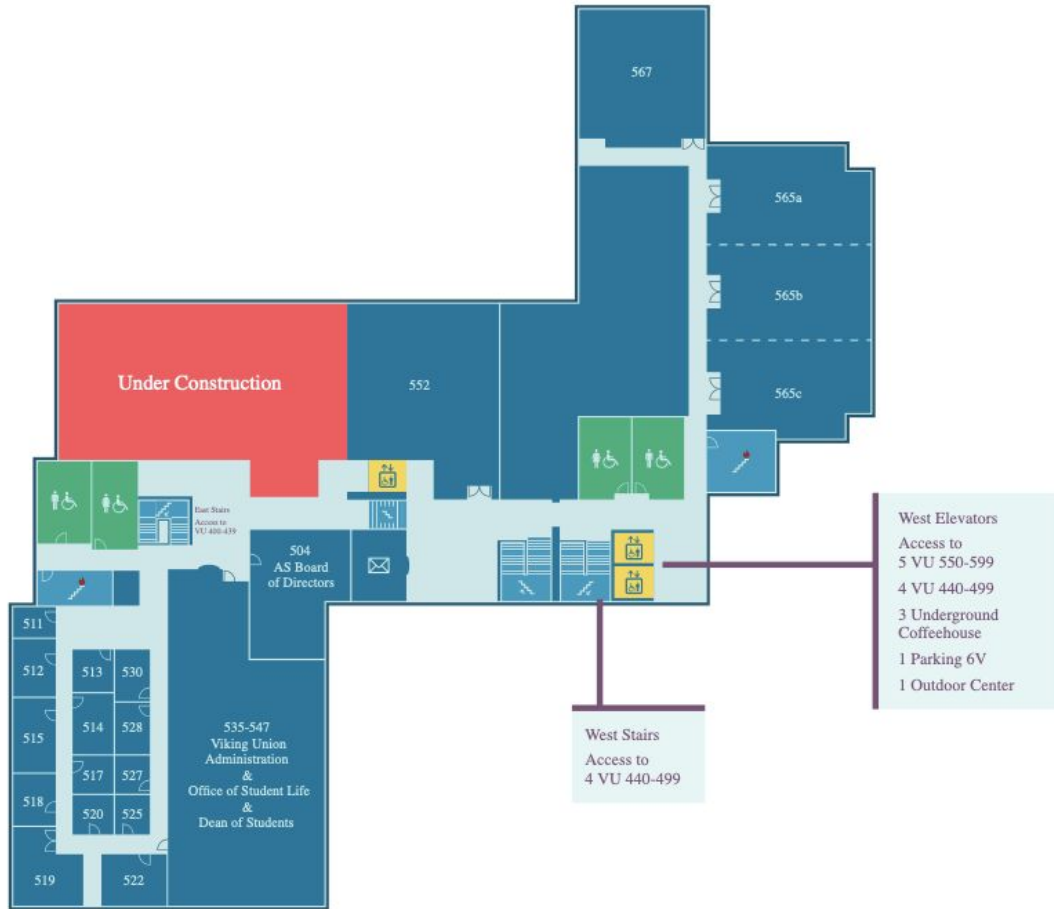 567
565a
565b
565c
Under Construction
552
East Stairs
Access to
VU 400-439
504
AS Board
of Directors
511
512
513
530
514
528
515
517
527
518
520
525
519
522
535-547
Viking Union
Administration
&
Office of Student Life
&
Dean of Students
West Elevators
Access to
5 VU 550-599
4 VU 440-499
3 Underground
Coffeehouse
1 Parking 6V
1 Outdoor Center
West Stairs
Access to
4 VU 440-499